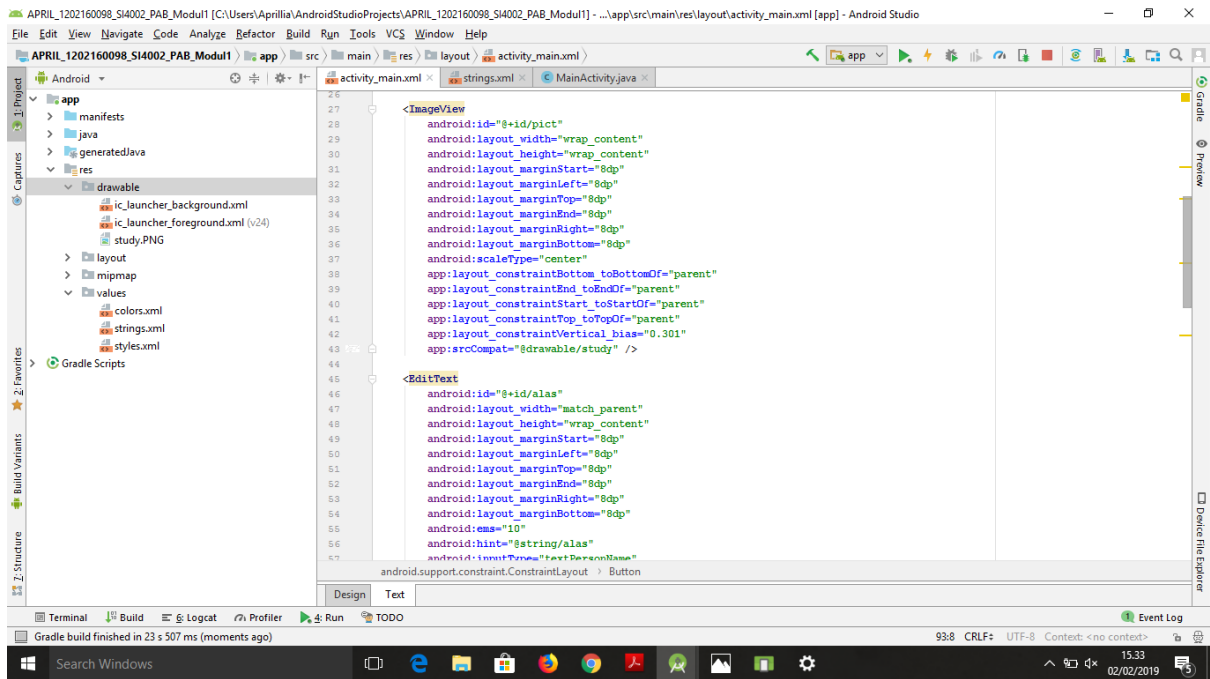 APRIL_1202160098_SI4002_PAB_Modul1 [C:\Users\Aprillia\AndroidStudioProjects\APRIL_1202160098_SI4002_PAB_Modul1] - ...\app\src\main\res\layout\activity_main.xml [app] - Android Studio
File Edit View Navigate Code Analyze Refactor Build Run Tools VCS Window Help
APRIL_1202160098_SI4002_PAB_Modul1 app src main res layout activity_main.xml app
Android activity_main.xml strings.xml MainActivity.java
1: Project
Captures
2: Favorites
Build Variants
7: Structure
app
manifests
java
generatedJava
res
drawable
ic_launcher_background.xml
ic_launcher_foreground.xml (v24)
study.PNG
layout
mipmap
values
colors.xml
strings.xml
styles.xml
Gradle Scripts
26
27 <ImageView
28 android:id="@+id/pict"
29 android:layout_width="wrap_content"
30 android:layout_height="wrap_content"
31 android:layout_marginStart="8dp"
32 android:layout_marginLeft="8dp"
33 android:layout_marginTop="8dp"
34 android:layout_marginEnd="8dp"
35 android:layout_marginRight="8dp"
36 android:layout_marginBottom="8dp"
37 android:scaleType="center"
38 app:layout_constraintBottom_toBottomOf="parent"
39 app:layout_constraintEnd_toEndOf="parent"
40 app:layout_constraintStart_toStartOf="parent"
41 app:layout_constraintTop_toTopOf="parent"
42 app:layout_constraintVertical_bias="0.301"
43 app:srcCompat="@drawable/study" />
44
45 <EditText
46 android:id="@+id/alas"
47 android:layout_width="match_parent"
48 android:layout_height="wrap_content"
49 android:layout_marginStart="8dp"
50 android:layout_marginLeft="8dp"
51 android:layout_marginTop="8dp"
52 android:layout_marginEnd="8dp"
53 android:layout_marginRight="8dp"
54 android:layout_marginBottom="8dp"
55 android:ems="10"
56 android:hint="@string/alas"
57 android:inputType="textPersonName"
android.support.constraint.ConstraintLayout › Button
Design Text
Gradle
Preview
Device File Explorer
Terminal Build 6: Logcat Profiler 4: Run TODO 1 Event Log
Gradle build finished in 23 s 507 ms (moments ago) 93:8 CRLF÷ UTF-8 Context: <no context>
Search Windows 15.33
02/02/2019 5